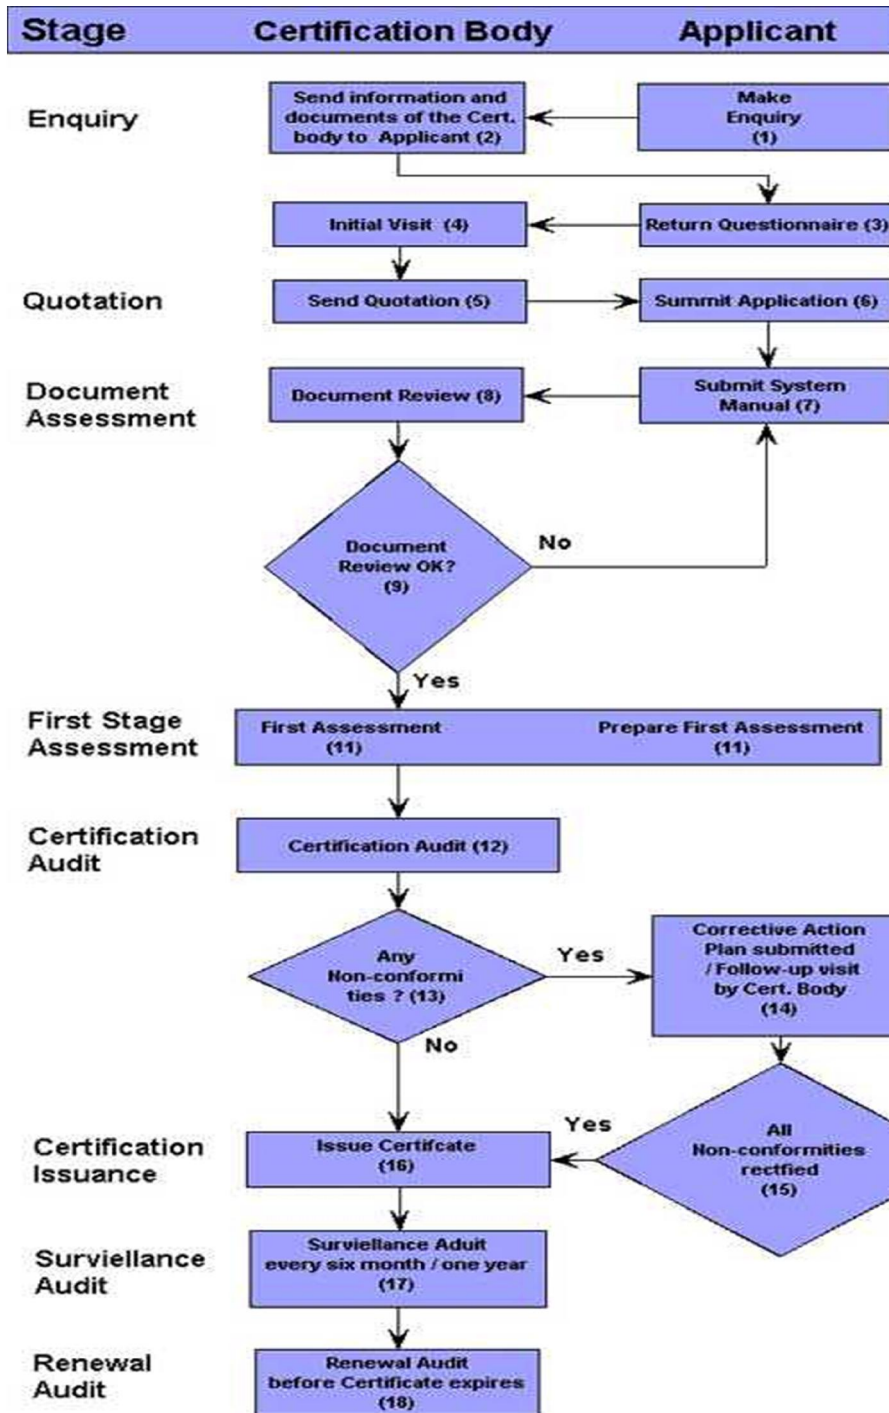 Stage Certification Body Applicant
Enquiry
Send information and
documents of the Cert.
body to Applicant (2)
Make
Enquiry
(1)
Initial Visit (4)
Return Questionnaire (3)
Quotation
Send Quotation (5)
Summit Application (6)
Document
Assessment
Document Review (8)
Submit System
Manual (7)
Document
Review OK?
(9)
No
Yes
First Stage
Assessment
First Assessment
(11)
Prepare First Assessment
(11)
Certification
Audit
Certification Audit (12)
Any
Non-conformi
ties ? (13)
Yes
No
Corrective Action
Plan submitted
/ Follow-up visit
by Cert. Body
(14)
Certification
Issuance
Issue Certifcate
(16)
Yes
All
Non-conformities
rectfied
(15)
Surviellance
Audit
Surviellance Aduit
every six month / one year
(17)
Renewal
Audit
Renewal Audit
before Certificate expires
(18)